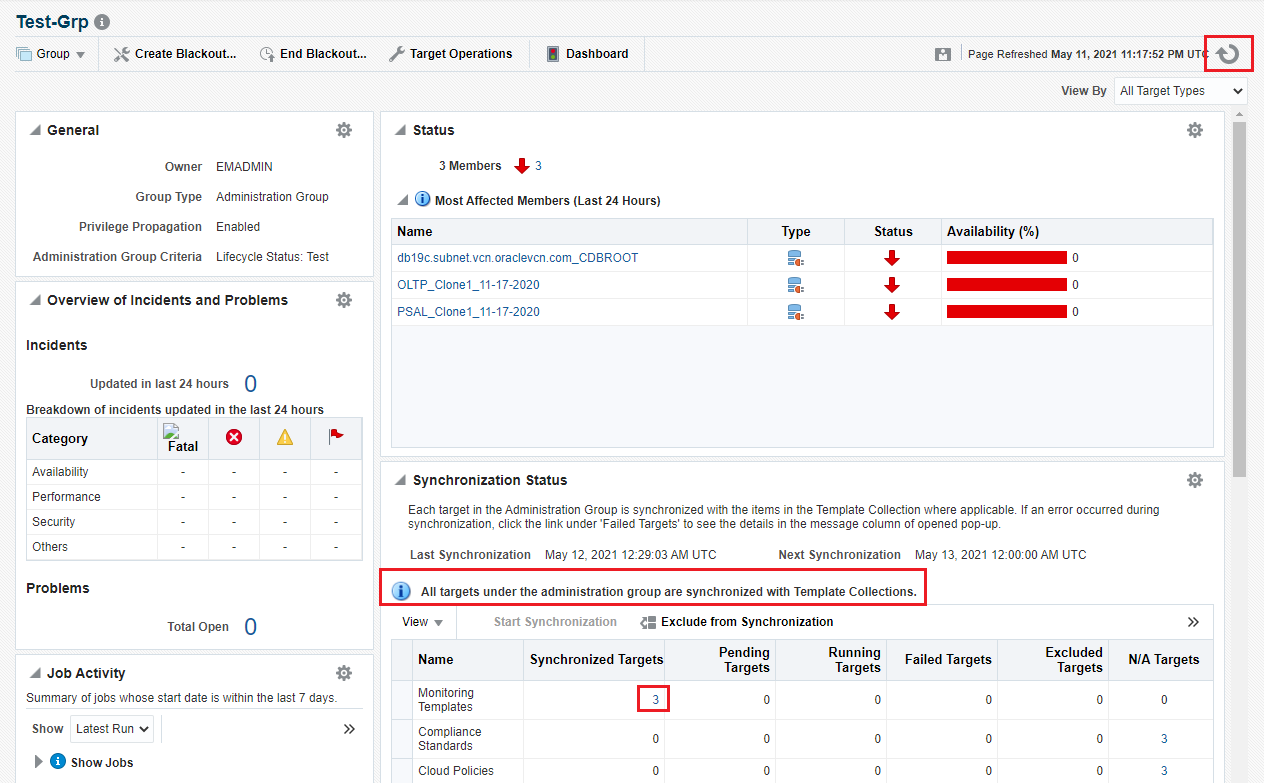 Test-Grp
Group
Create Blackout...
End Blackout...
Target Operations
Dashboard
Page Refreshed May 11, 2021 11:17:52 PM UTC
View By All Target Types
General
Owner EMADMIN
Group Type Administration Group
Privilege Propagation Enabled
Administration Group Criteria Lifecycle Status: Test
Overview of Incidents and Problems
Incidents
Updated in last 24 hours 0
Breakdown of incidents updated in the last 24 hours
Category Fatal
Availability - - - -
Performance - - - -
Security - - - -
Others - - - -
Problems
Total Open 0
Job Activity
Summary of jobs whose start date is within the last 7 days.
Show Latest Run
Show Jobs
Status
3 Members 3
Most Affected Members (Last 24 Hours)
Name Type Status Availability (%)
db19c.subnet.vcn.oraclevcn.com_CDBROOT 0
OLTP_Clone1_11-17-2020 0
PSAL_Clone1_11-17-2020 0
Synchronization Status
Each target in the Administration Group is synchronized with the items in the Template Collection where applicable. If an error occurred during
synchronization, click the link under 'Failed Targets' to see the details in the message column of opened pop-up.
Last Synchronization May 12, 2021 12:29:03 AM UTC Next Synchronization May 13, 2021 12:00:00 AM UTC
All targets under the administration group are synchronized with Template Collections.
View Start Synchronization Exclude from Synchronization
Name Synchronized Targets Pending Targets Running Targets Failed Targets Excluded Targets N/A Targets
Monitoring Templates 3 0 0 0 0 0
Compliance Standards 0 0 0 0 0 3
Cloud Policies 0 0 0 0 0 3